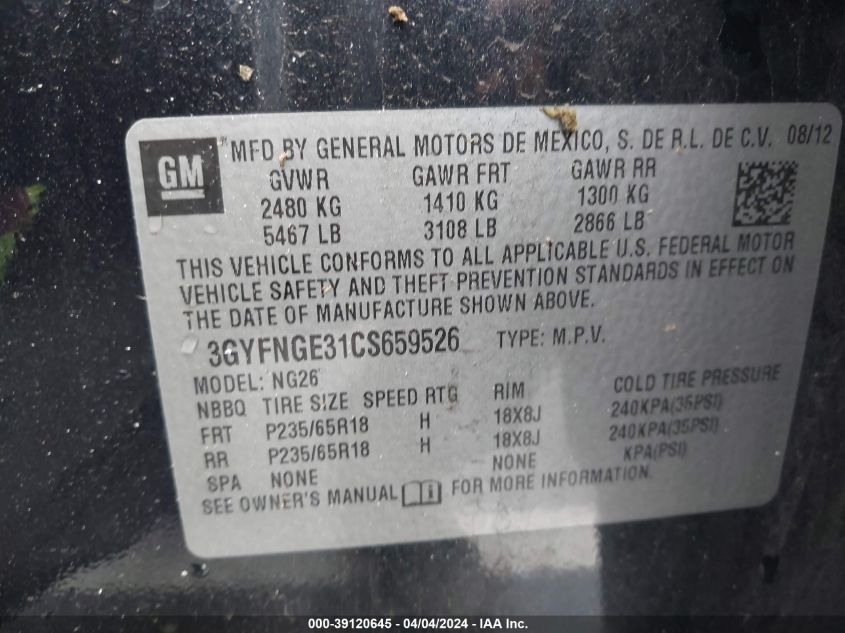 GM
MFD BY GENERAL MOTORS DE MEXICO, S. DE R.L. DE C.V. 08/12
GVWR GAWR FRT GAWR RR
2480 KG 1410 KG 1300 KG
5467 LB 3108 LB 2866 LB
THIS VEHICLE CONFORMS TO ALL APPLICABLE U.S. FEDERAL MOTOR
VEHICLE SAFETY AND THEFT PREVENTION STANDARDS IN EFFECT ON
THE DATE OF MANUFACTURE SHOWN ABOVE.
3GYFNGE31CS659526 TYPE: M.P.V.
MODEL: NG26
NBBQ TIRE SIZE SPEED RTG RIM COLD TIRE PRESSURE
FRT P235/65R18 H 18X8J 240KPA(35PSI)
RR P235/65R18 H 18X8J 240KPA(35PSI)
SPA NONE NONE KPA(PSI)
SEE OWNER'S MANUAL FOR MORE INFORMATION.
000-39120645 - 04/04/2024 - IAA Inc.